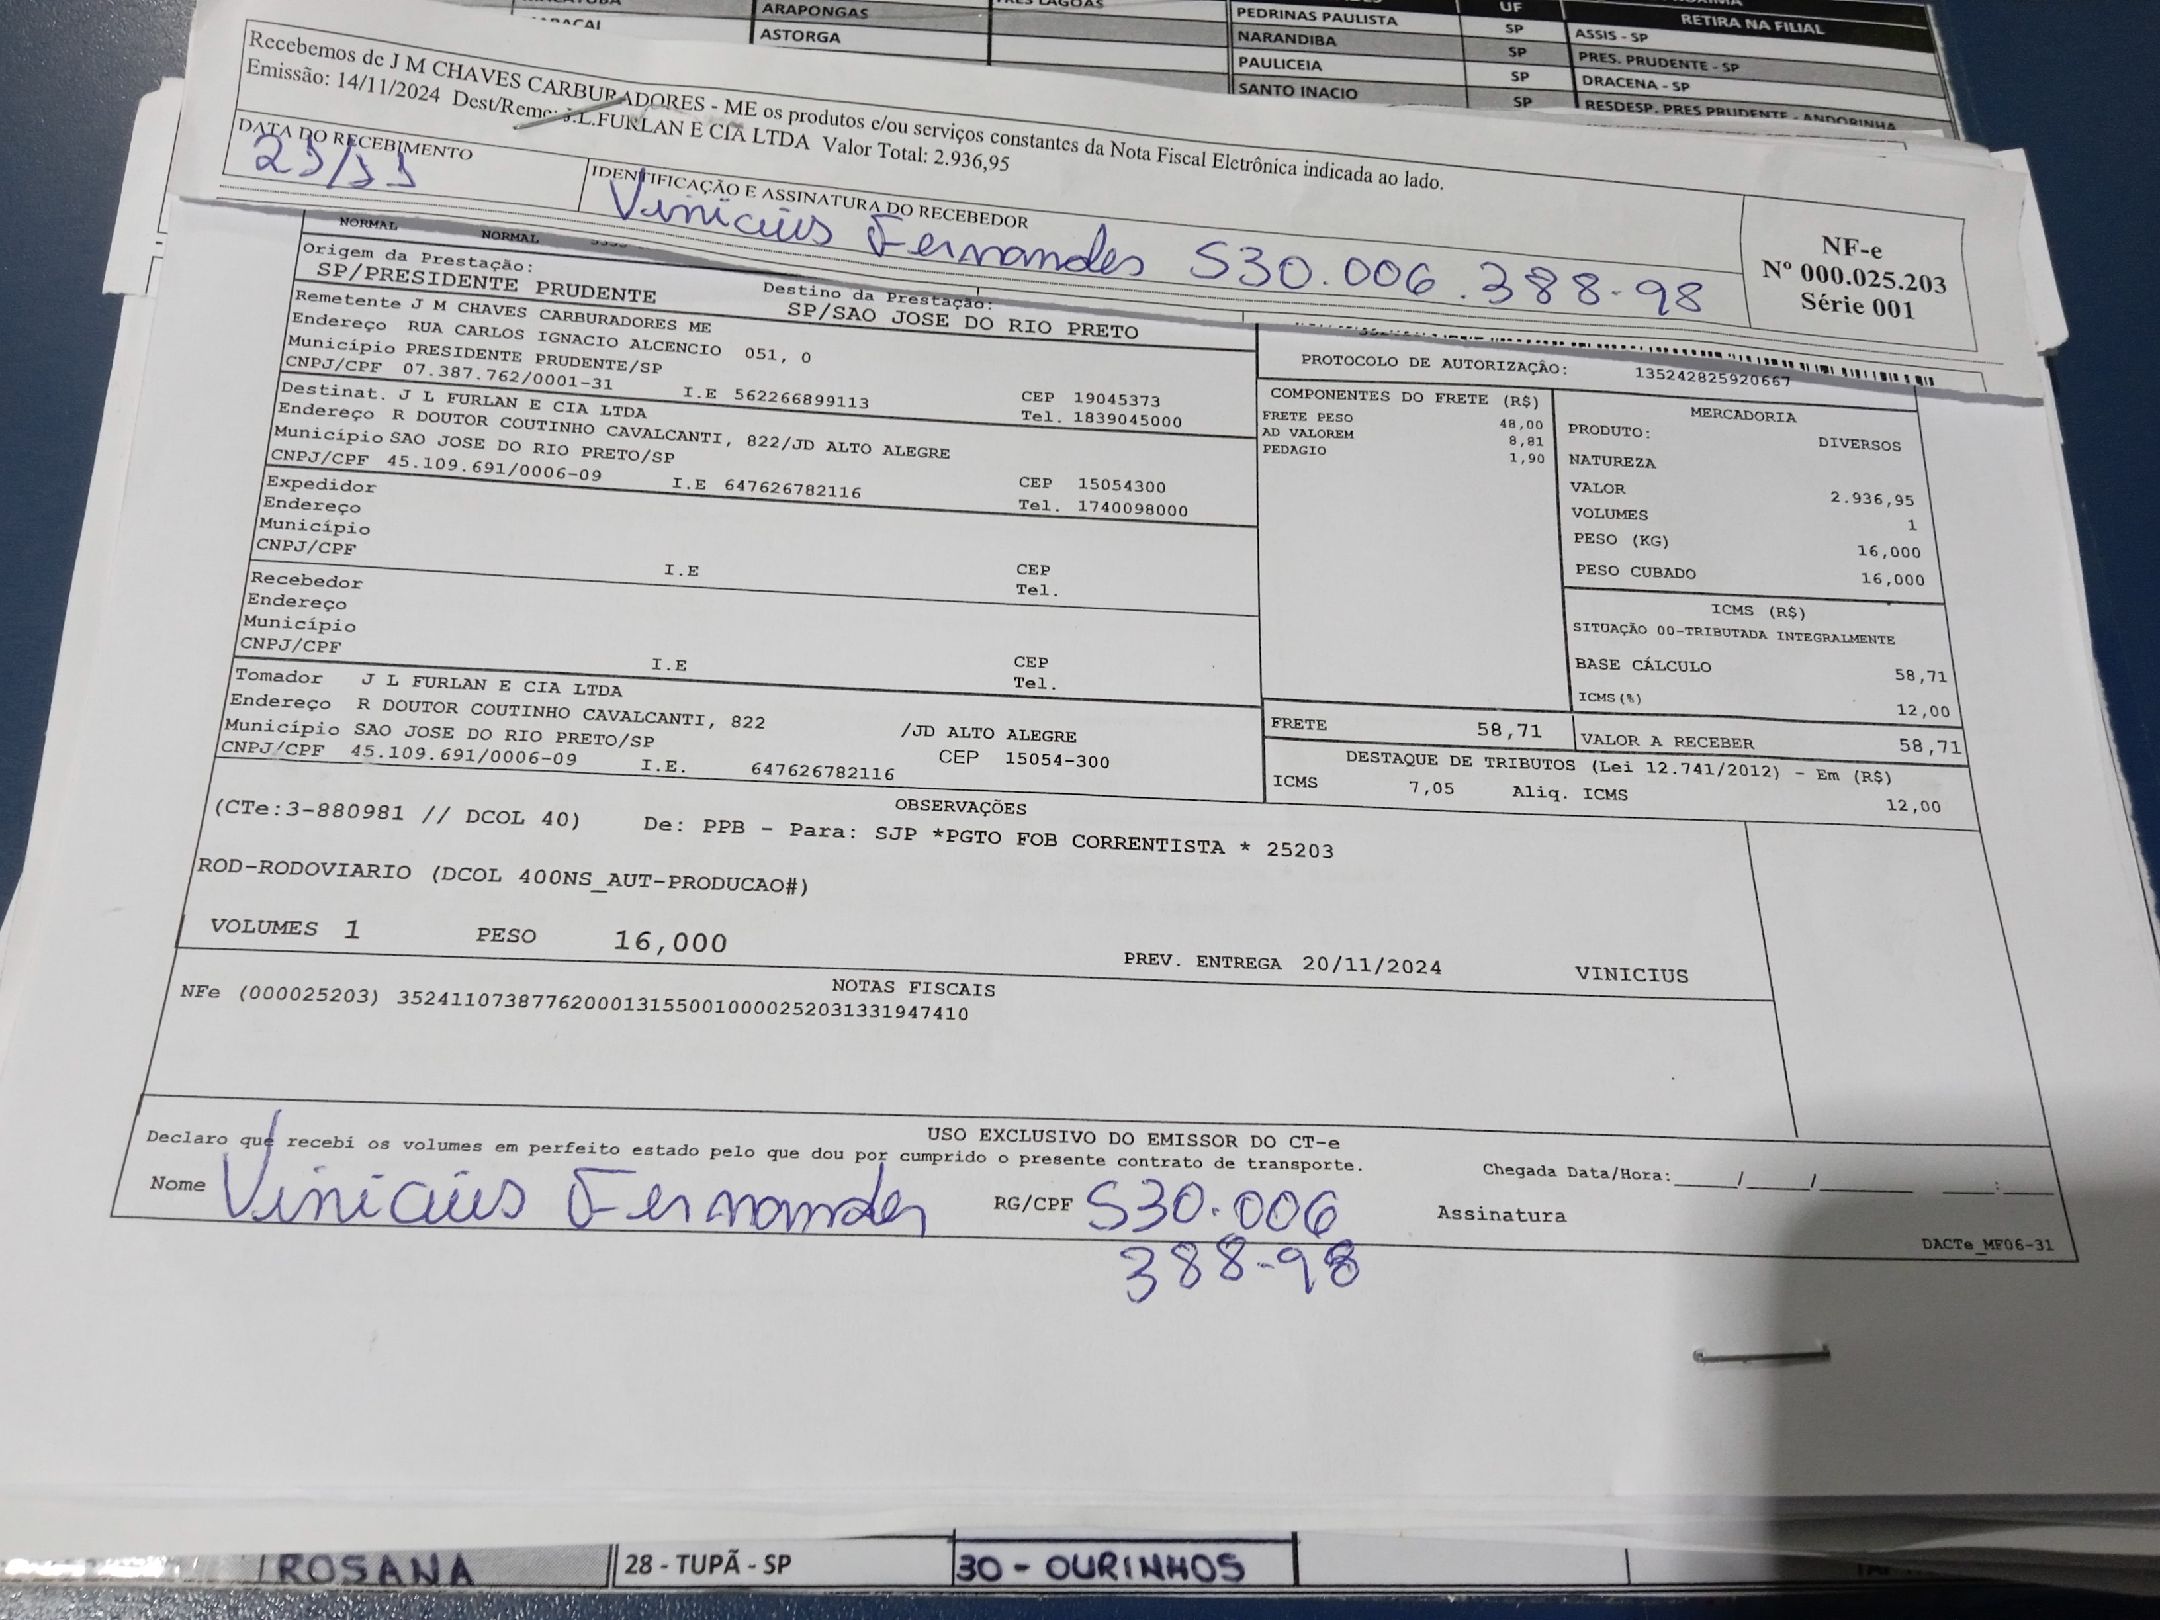 ARAPONGAS
ASTORGA
PEDRINAS PAULISTA SP ASSIS - SP
UF RETIRA NA FILIAL
NARANDIBA SP PRES. PRUDENTE - SP
PAULICEIA SP DRACENA - SP
SANTO INACIO SP RESDESP. PRES PRUDENTE - ANDORINHA
Recebemos de J M CHAVES CARBURADORES - ME os produtos e/ou serviços constantes da Nota Fiscal Eletrônica indicada ao lado.
Emissão: 14/11/2024 Dest/Reme: J.L.FURLAN E CIA LTDA Valor Total: 2.936,95
DATA DO RECEBIMENTO
IDENTIFICAÇÃO E ASSINATURA DO RECEBEDOR
Vinicius Fernandes 530.006.388-98
NF-e
Nº 000.025.203
Série 001
NORMAL NORMAL
Origem da Prestação: Destino da Prestação:
SP/PRESIDENTE PRUDENTE SP/SAO JOSE DO RIO PRETO
Remetente J M CHAVES CARBURADORES ME
Endereço RUA CARLOS IGNACIO ALCENCIO 051, 0
Município PRESIDENTE PRUDENTE/SP CEP 19045373
CNPJ/CPF 07.387.762/0001-31 I.E 562266899113 Tel. 1839045000
Destinat. J L FURLAN E CIA LTDA
Endereço R DOUTOR COUTINHO CAVALCANTI, 822/JD ALTO ALEGRE
Município SAO JOSE DO RIO PRETO/SP CEP 15054300
CNPJ/CPF 45.109.691/0006-09 I.E 647626782116 Tel. 1740098000
Expedidor
Endereço
Município CEP
CNPJ/CPF I.E Tel.
Recebedor
Endereço
Município CEP
CNPJ/CPF I.E Tel.
Tomador J L FURLAN E CIA LTDA
Endereço R DOUTOR COUTINHO CAVALCANTI, 822 /JD ALTO ALEGRE
Município SAO JOSE DO RIO PRETO/SP CEP 15054-300
CNPJ/CPF 45.109.691/0006-09 I.E. 647626782116
PROTOCOLO DE AUTORIZAÇÃO: 135242825920667
COMPONENTES DO FRETE (R$)
FRETE PESO 48,00
AD VALOREM 8,81
PEDAGIO 1,90
MERCADORIA
PRODUTO: DIVERSOS
NATUREZA
VALOR 2.936,95
VOLUMES 1
PESO (KG) 16,000
PESO CUBADO 16,000
ICMS (R$)
SITUAÇÃO 00-TRIBUTADA INTEGRALMENTE
BASE CÁLCULO 58,71
ICMS(%) 12,00
FRETE 58,71 VALOR A RECEBER 58,71
DESTAQUE DE TRIBUTOS (Lei 12.741/2012) - Em (R$)
ICMS 7,05 Aliq. ICMS 12,00
OBSERVAÇÕES
(CTe:3-880981 // DCOL 40) De: PPB - Para: SJP *PGTO FOB CORRENTISTA * 25203
ROD-RODOVIARIO (DCOL 400NS_AUT-PRODUCAO#)
VOLUMES 1 PESO 16,000 PREV. ENTREGA 20/11/2024 VINICIUS
NOTAS FISCAIS
NFe (000025203) 35241107387762000131550010000252031331947410
USO EXCLUSIVO DO EMISSOR DO CT-e
Declaro que recebi os volumes em perfeito estado pelo que dou por cumprido o presente contrato de transporte. Chegada Data/Hora:____/____/______ ___:___
Nome Vinicius Fernandes RG/CPF 530.006 Assinatura
388-98
DACTe_MF06-31
ROSANA 28 - TUPÃ - SP 30 - OURINHOS